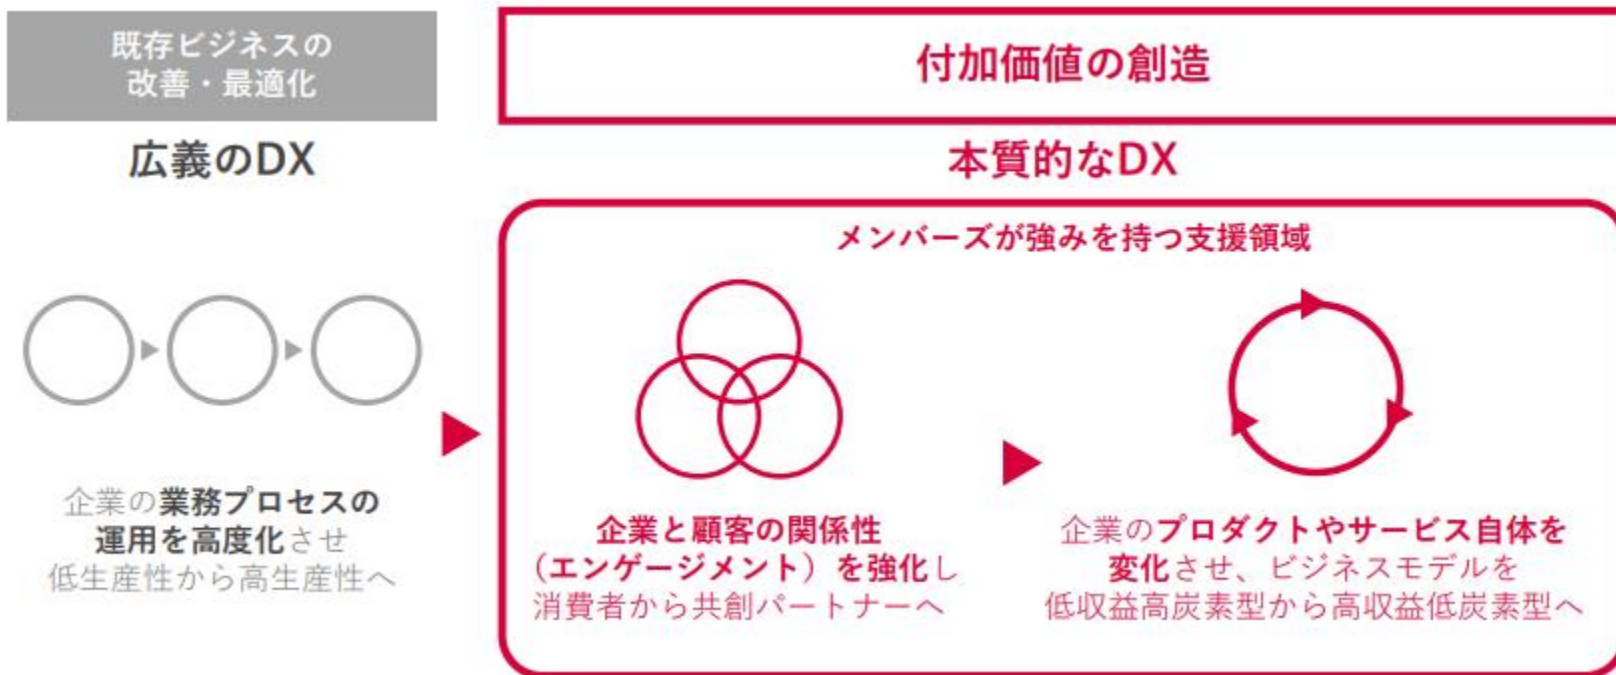 既存ビジネスの
改善・最適化
広義のDX
企業の業務プロセスの
運用を高度化させ
低生産性から高生産性へ
付加価値の創造
本質的なDX
メンバーズが強みを持つ支援領域
企業と顧客の関係性
（エンゲージメント）を強化し
消費者から共創パートナーへ
企業のプロダクトやサービス自体を
変化させ、ビジネスモデルを
低収益高炭素型から高収益低炭素型へ